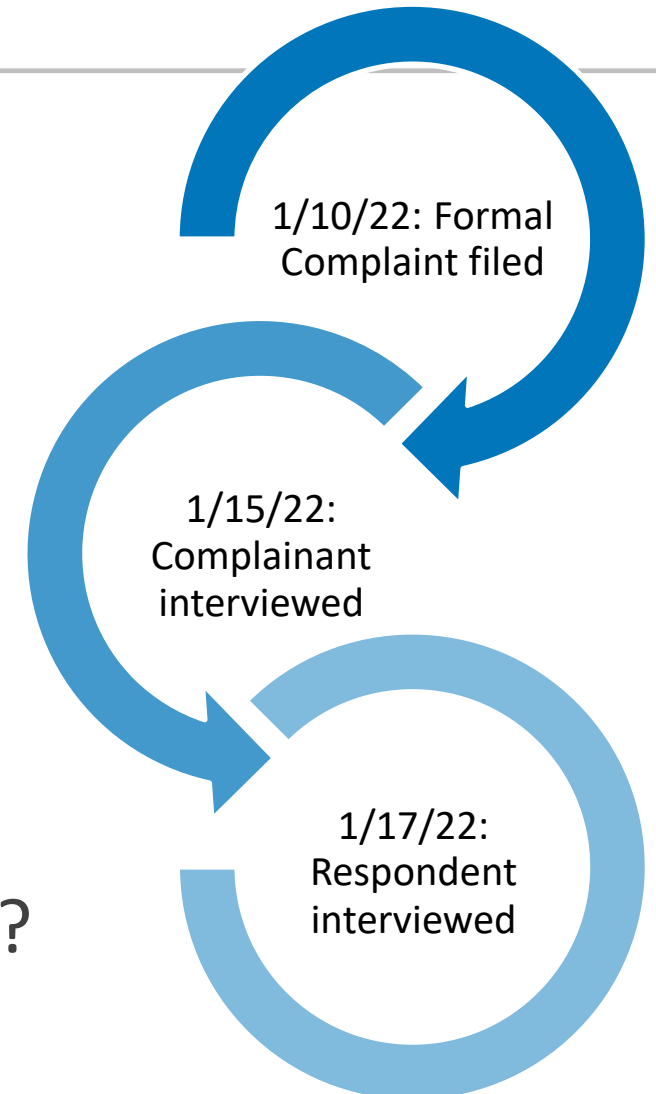 1/10/22: Formal
Complaint filed
1/15/22:
Complainant
interviewed
1/17/22:
Respondent
interviewed
?